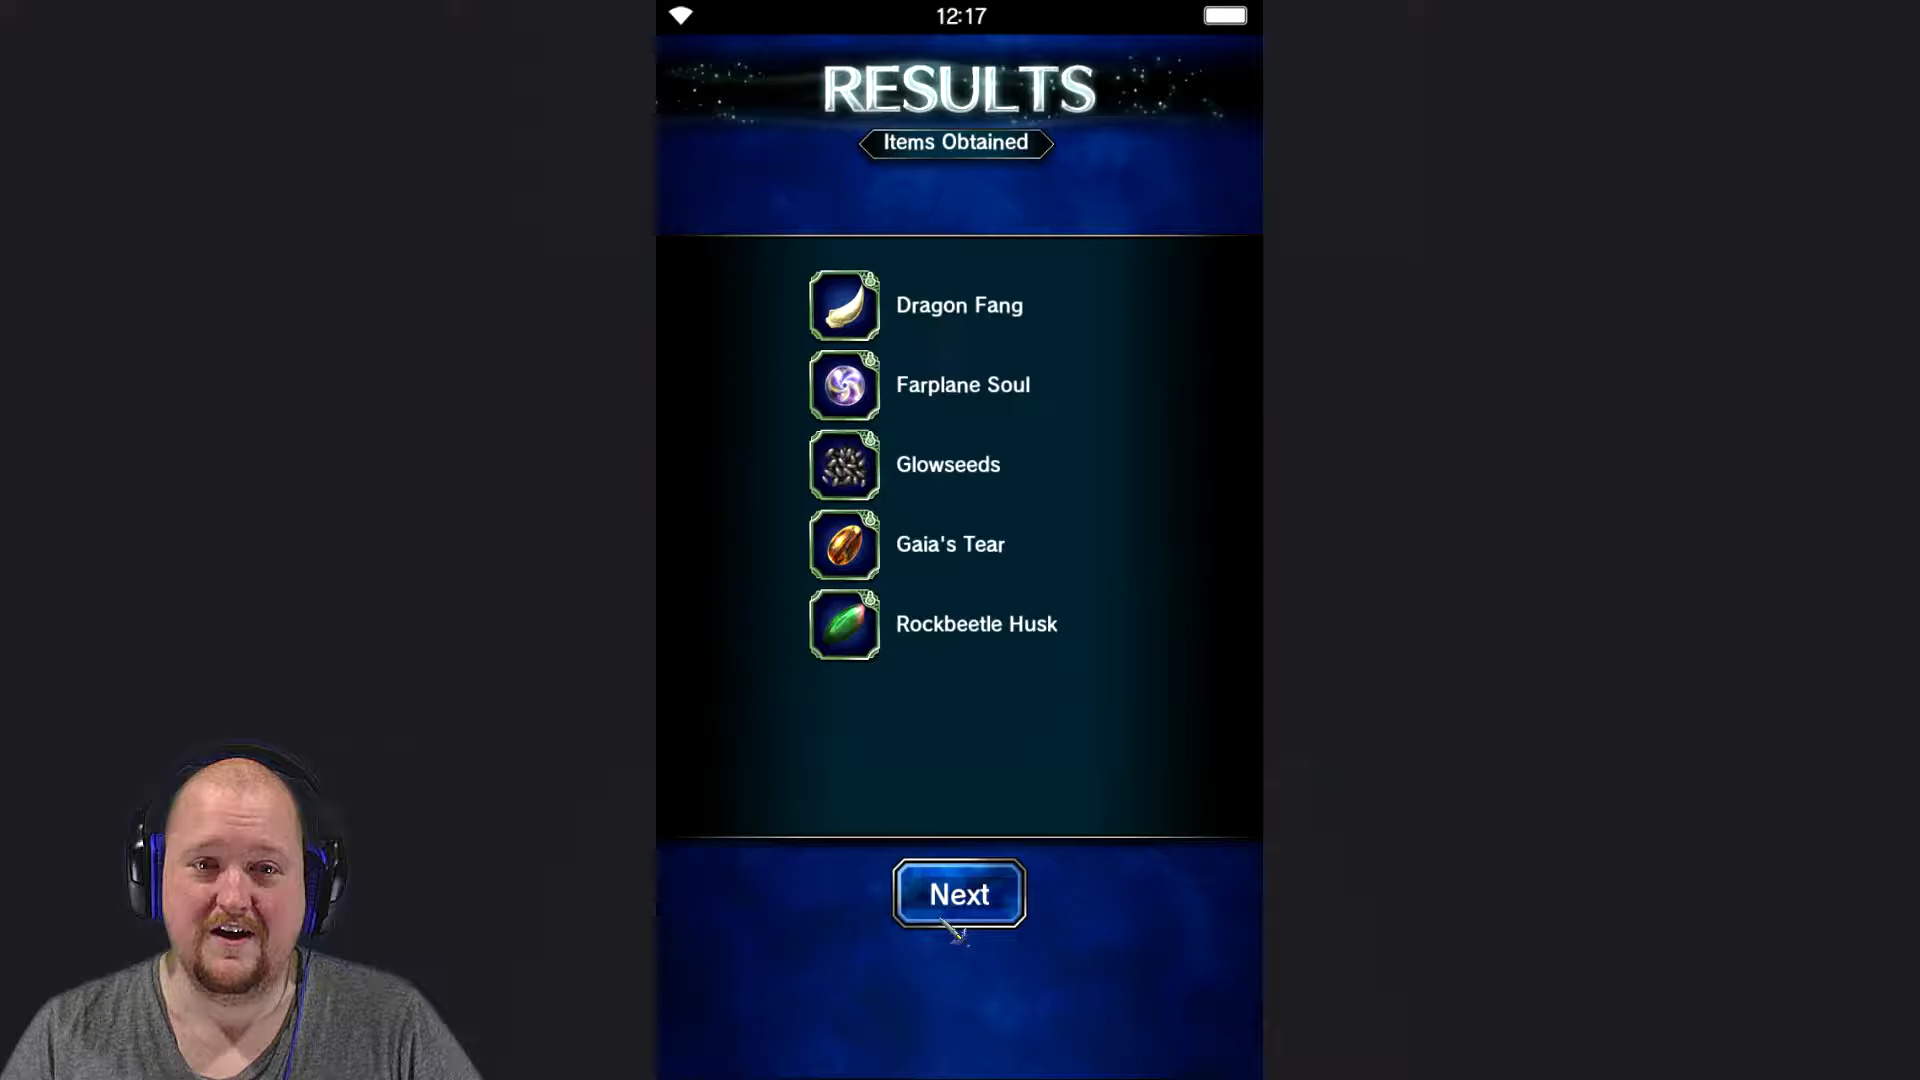 12:17
RESULTS
Items Obtained
Dragon Fang
Farplane Soul
Glowseeds
Gaia's Tear
Rockbeetle Husk
Next